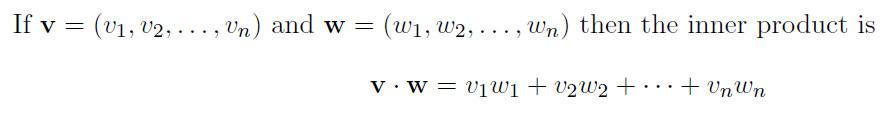 If v = (v₁, v₂, . . . , vₙ) and w = (w₁, w₂, . . . , wₙ) then the inner product is
v · w = v₁w₁ + v₂w₂ + · · · + vₙwₙ